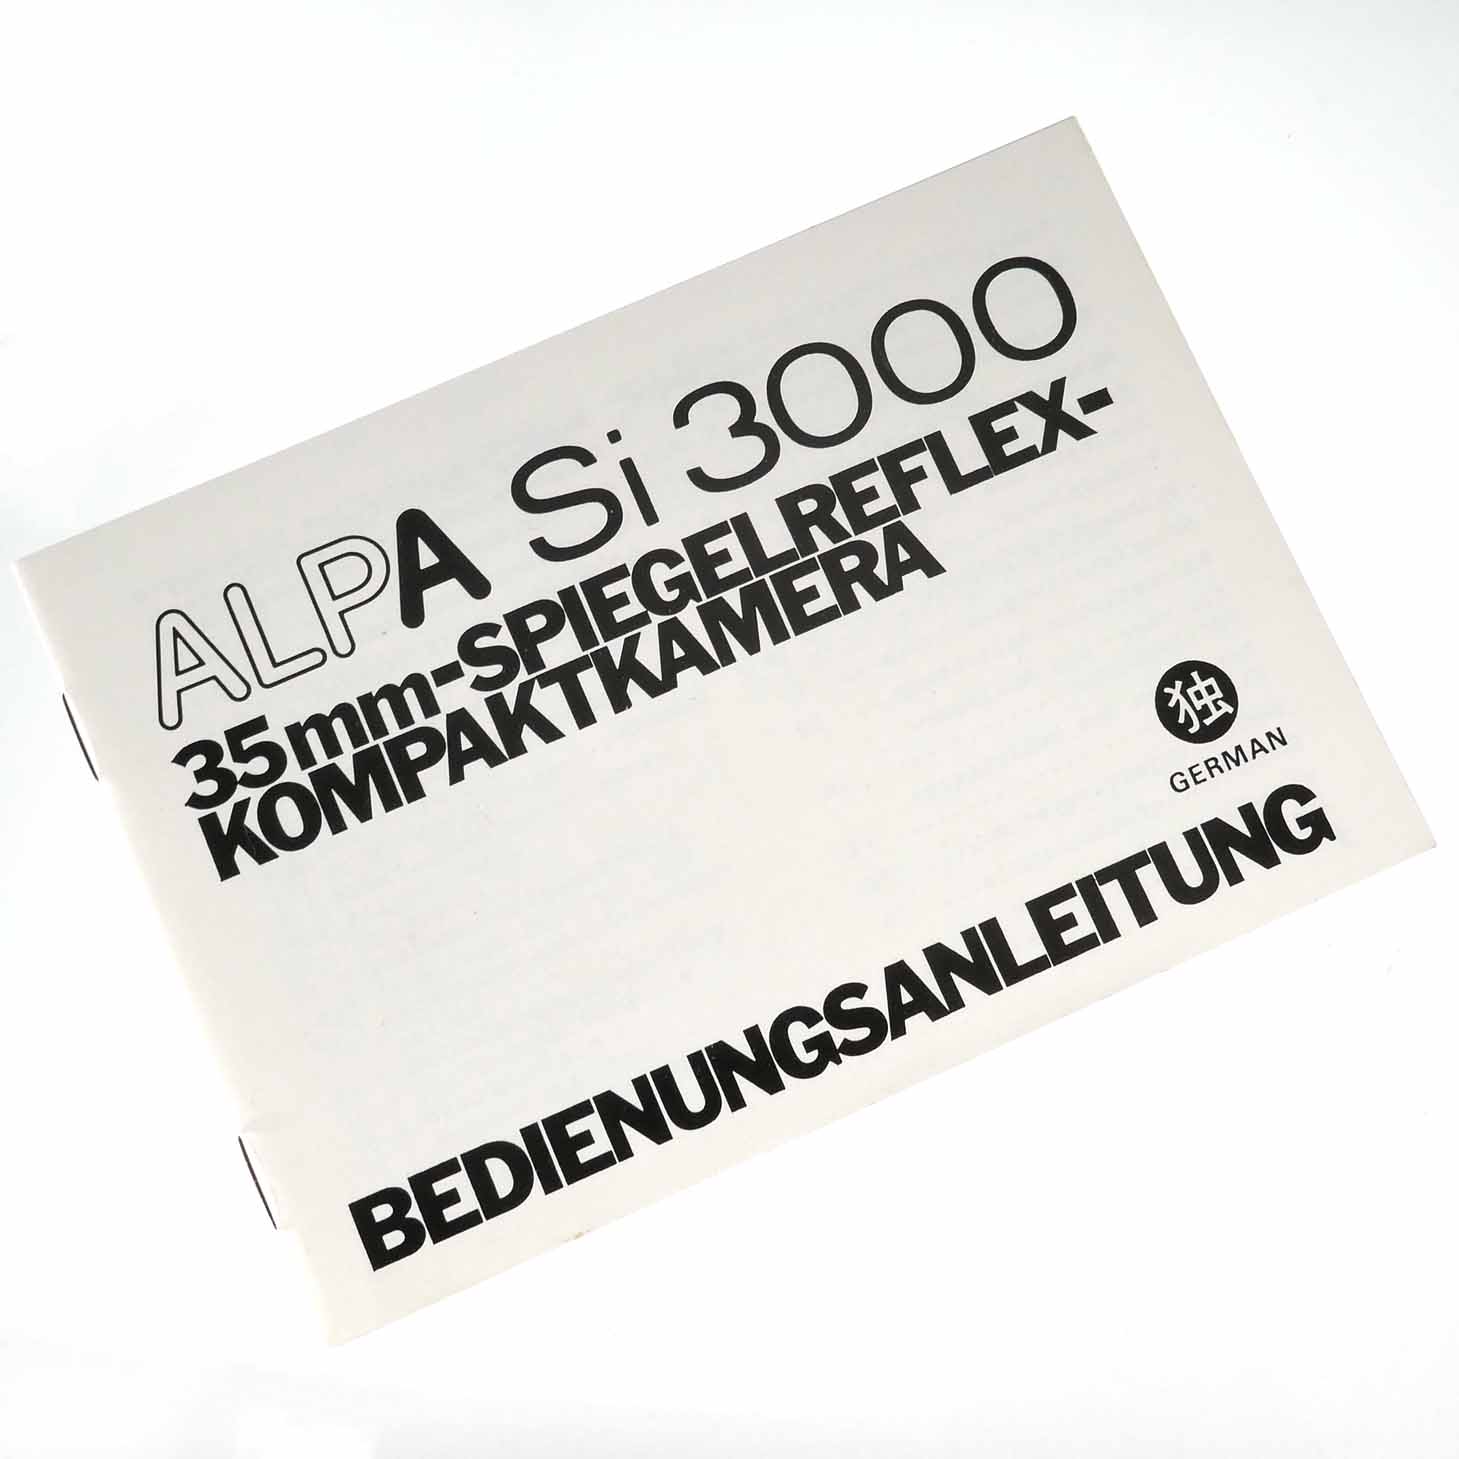 ALPA Si 3000
35mm-SPIEGELREFLEX-
KOMPAKTKAMERA
独
GERMAN
BEDIENUNGSANLEITUNG